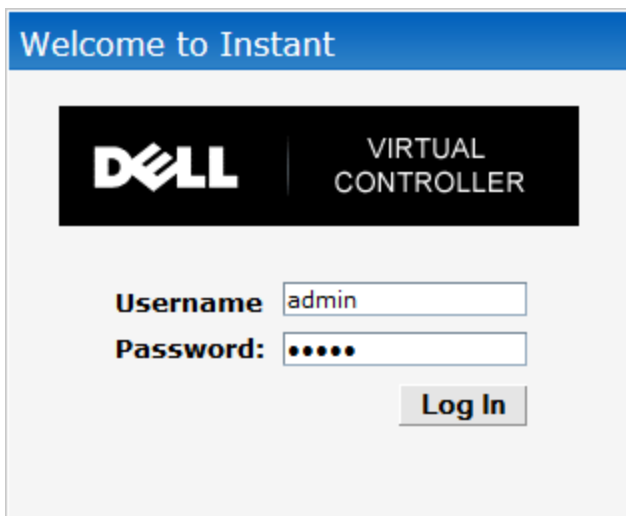 Welcome to Instant
DELL
VIRTUAL
CONTROLLER
Username
admin
Password:
•••••
Log In